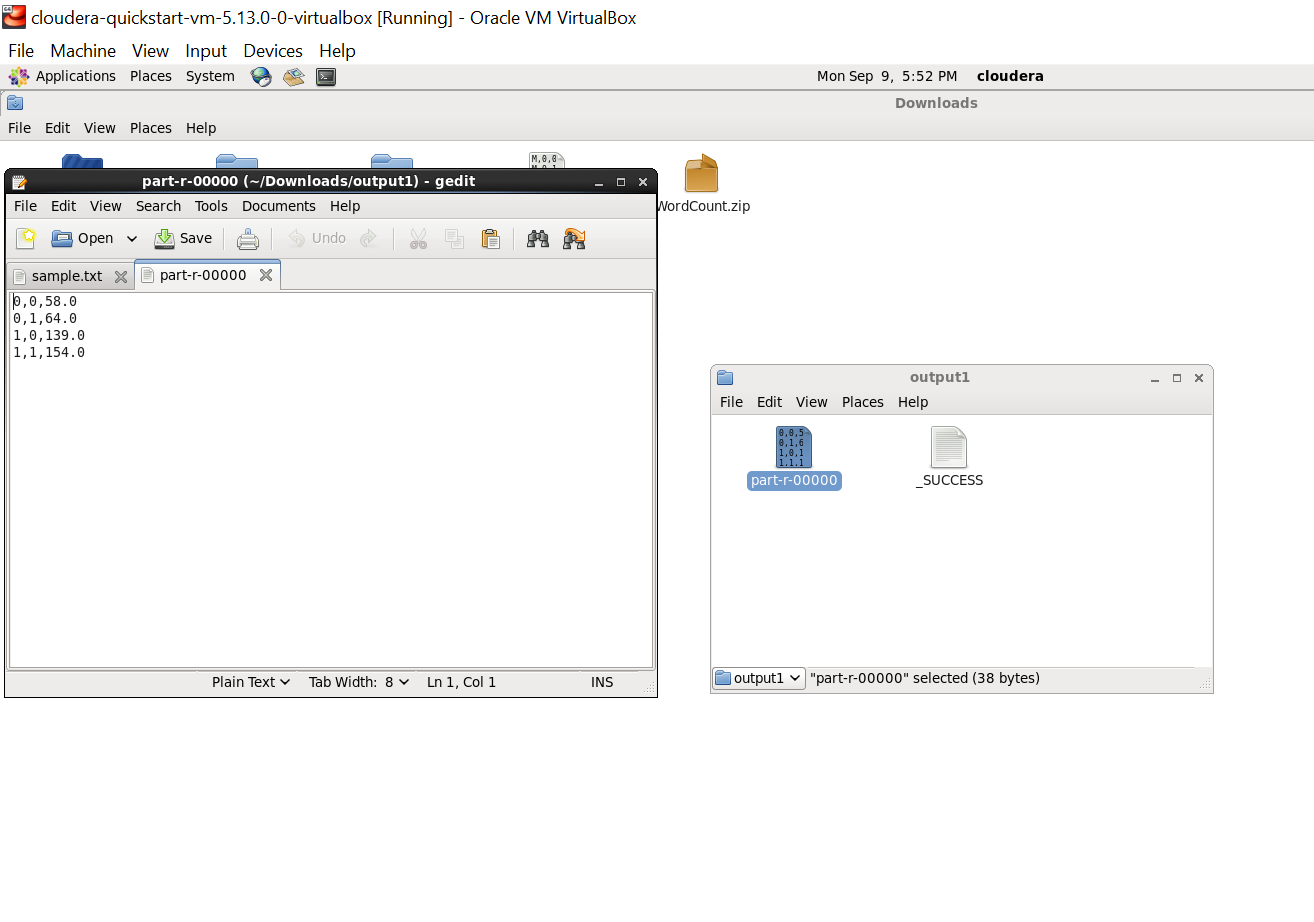 cloudera-quickstart-vm-5.13.0-0-virtualbox [Running] - Oracle VM VirtualBox
File Machine View Input Devices Help
Applications Places System Mon Sep 9, 5:52 PM cloudera
Downloads
File Edit View Places Help
M,0,0
WordCount.zip
part-r-00000 (~/Downloads/output1) - gedit
File Edit View Search Tools Documents Help
Open Save Undo
sample.txt part-r-00000
0,0,58.0
0,1,64.0
1,0,139.0
1,1,154.0
Plain Text Tab Width: 8 Ln 1, Col 1 INS
output1
File Edit View Places Help
0,0,5
0,1,6
1,0,1
1,1,1
part-r-00000 _SUCCESS
output1 "part-r-00000" selected (38 bytes)